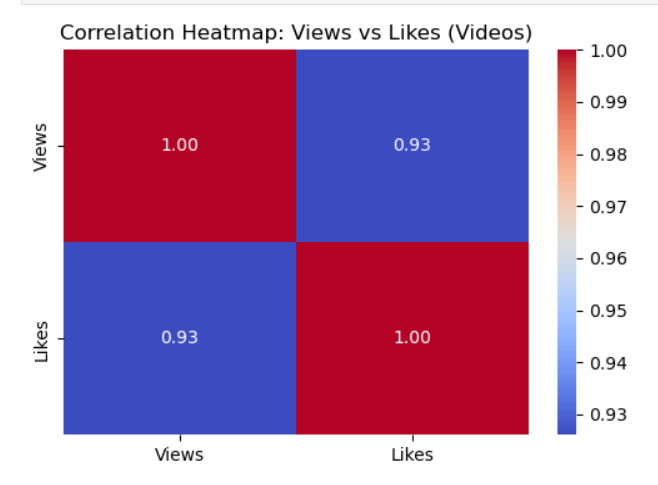 Correlation Heatmap: Views vs Likes (Videos)
Views
1.00
0.93
Likes
0.93
1.00
Views
Likes
1.00
0.99
0.98
0.97
0.96
0.95
0.94
0.93